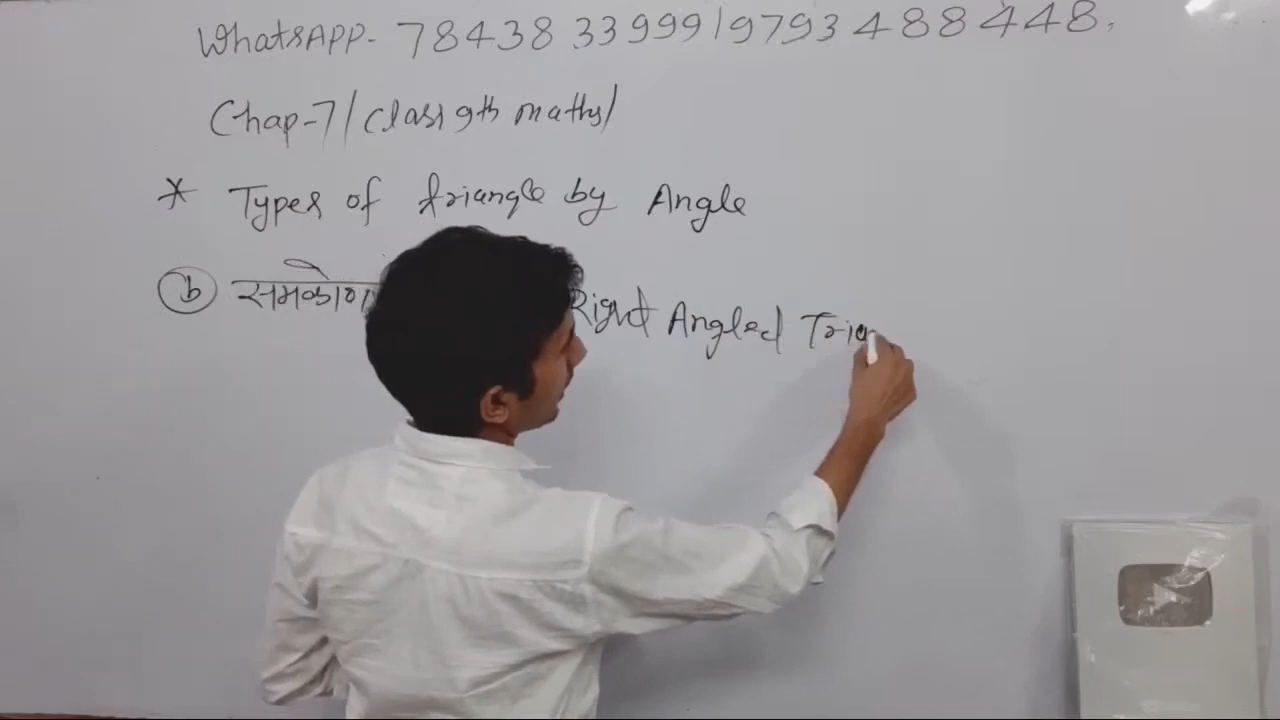 WhatsAPP- 78438 33999/9793488448,
Chap-7/Class 9th maths/
* Types of triangle by Angle
(b) समकोण Right Angled Tria